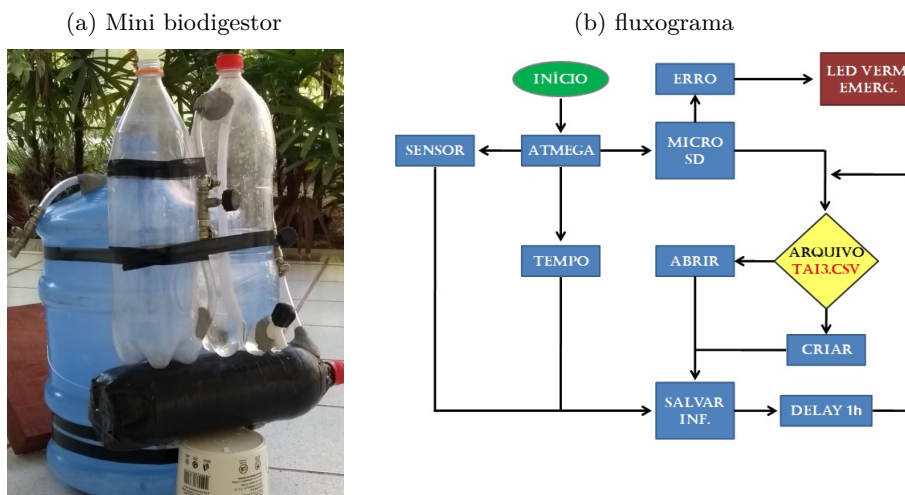 (a) Mini biodigestor
(b) fluxograma
INÍCIO
ERRO
LED VERM
EMERG.
SENSOR
ATMEGA
MICRO
SD
TEMPO
ABRIR
ARQUIVO
TAI3.CSV
CRIAR
SALVAR
INF.
DELAY 1h